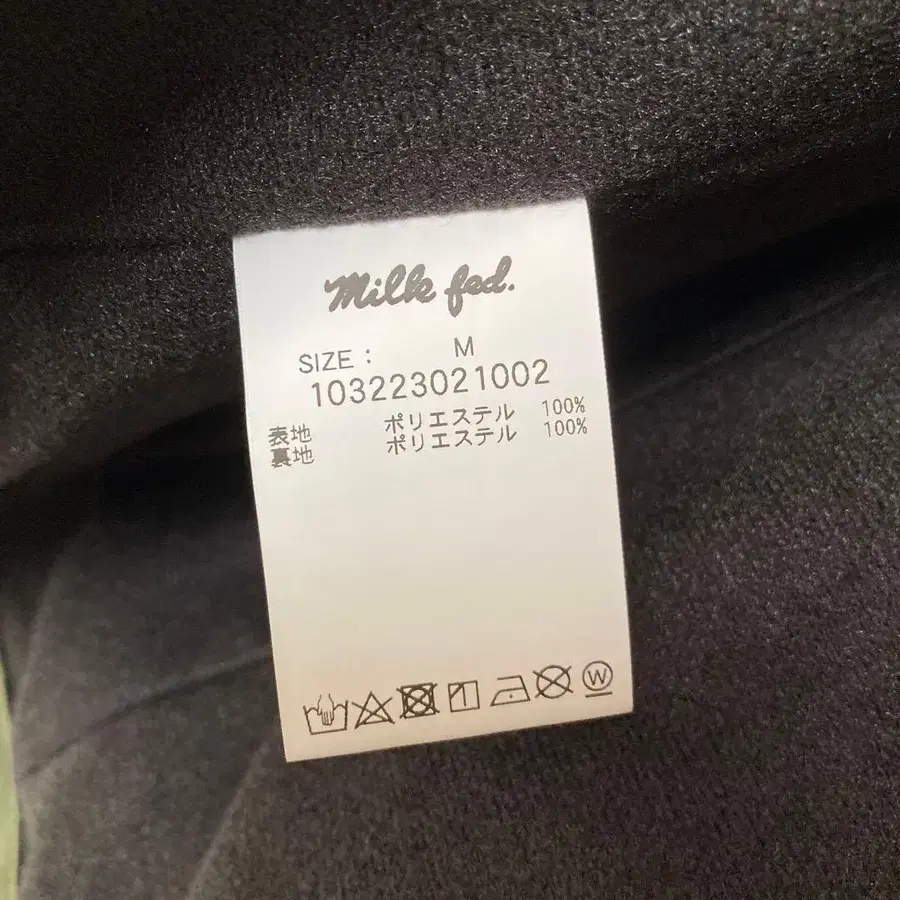 Milk fed.
SIZE : M
103223021002
表地 ポリエステル 100%
裏地 ポリエステル 100%
W